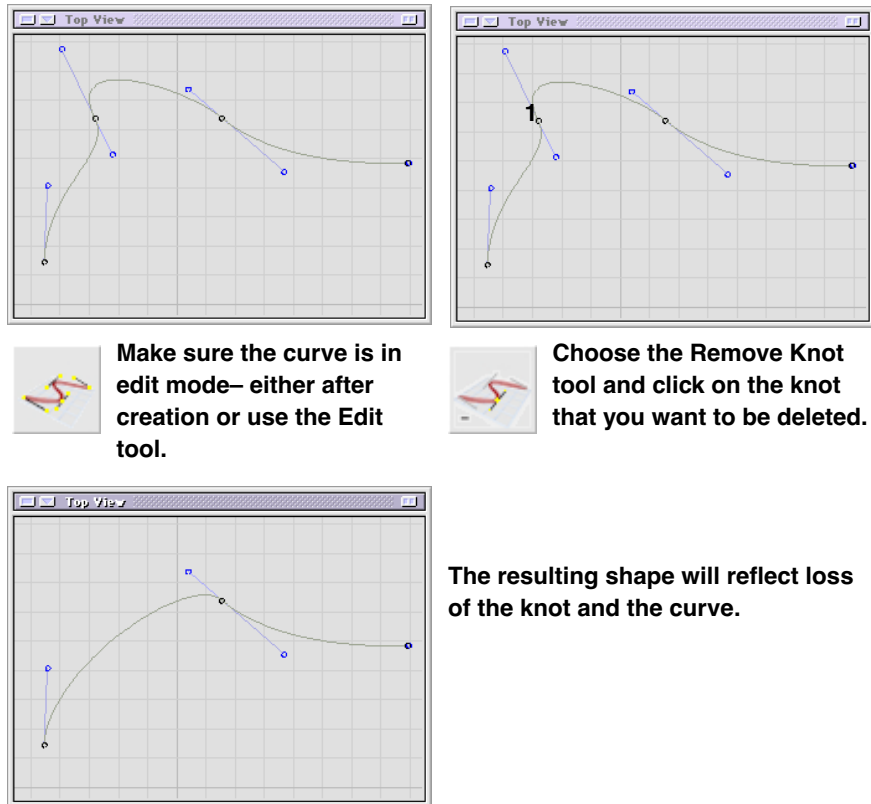 Top View
Top View
1
Make sure the curve is in
edit mode– either after
creation or use the Edit
tool.
Choose the Remove Knot
tool and click on the knot
that you want to be deleted.
Top View
The resulting shape will reflect loss
of the knot and the curve.